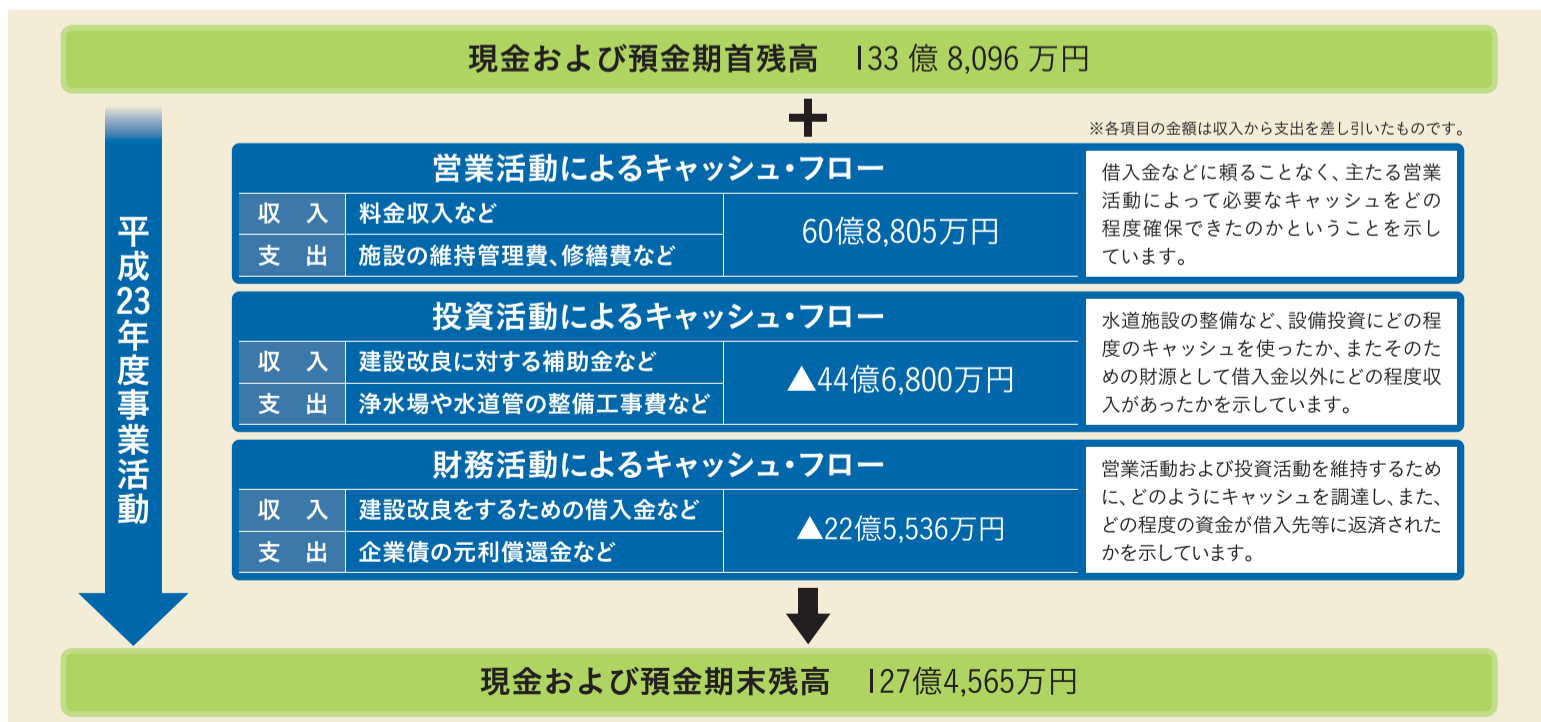 現金および預金期首残高 133 億 8,096 万円
+
※各項目の金額は収入から支出を差し引いたものです。
平成23年度事業活動
営業活動によるキャッシュ・フロー
収 入 料金収入など
支 出 施設の維持管理費、修繕費など
60億8,805万円
借入金などに頼ることなく、主たる営業
活動によって必要なキャッシュをどの
程度確保できたのかということを示し
ています。
投資活動によるキャッシュ・フロー
収 入 建設改良に対する補助金など
支 出 浄水場や水道管の整備工事費など
▲44億6,800万円
水道施設の整備など、設備投資にどの程
度のキャッシュを使ったか、またそのた
めの財源として借入金以外にどの程度収
入があったかを示しています。
財務活動によるキャッシュ・フロー
収 入 建設改良をするための借入金など
支 出 企業債の元利償還金など
▲22億5,536万円
営業活動および投資活動を維持するため
に、どのようにキャッシュを調達し、また、
どの程度の資金が借入先等に返済された
かを示しています。
現金および預金期末残高 127億4,565万円